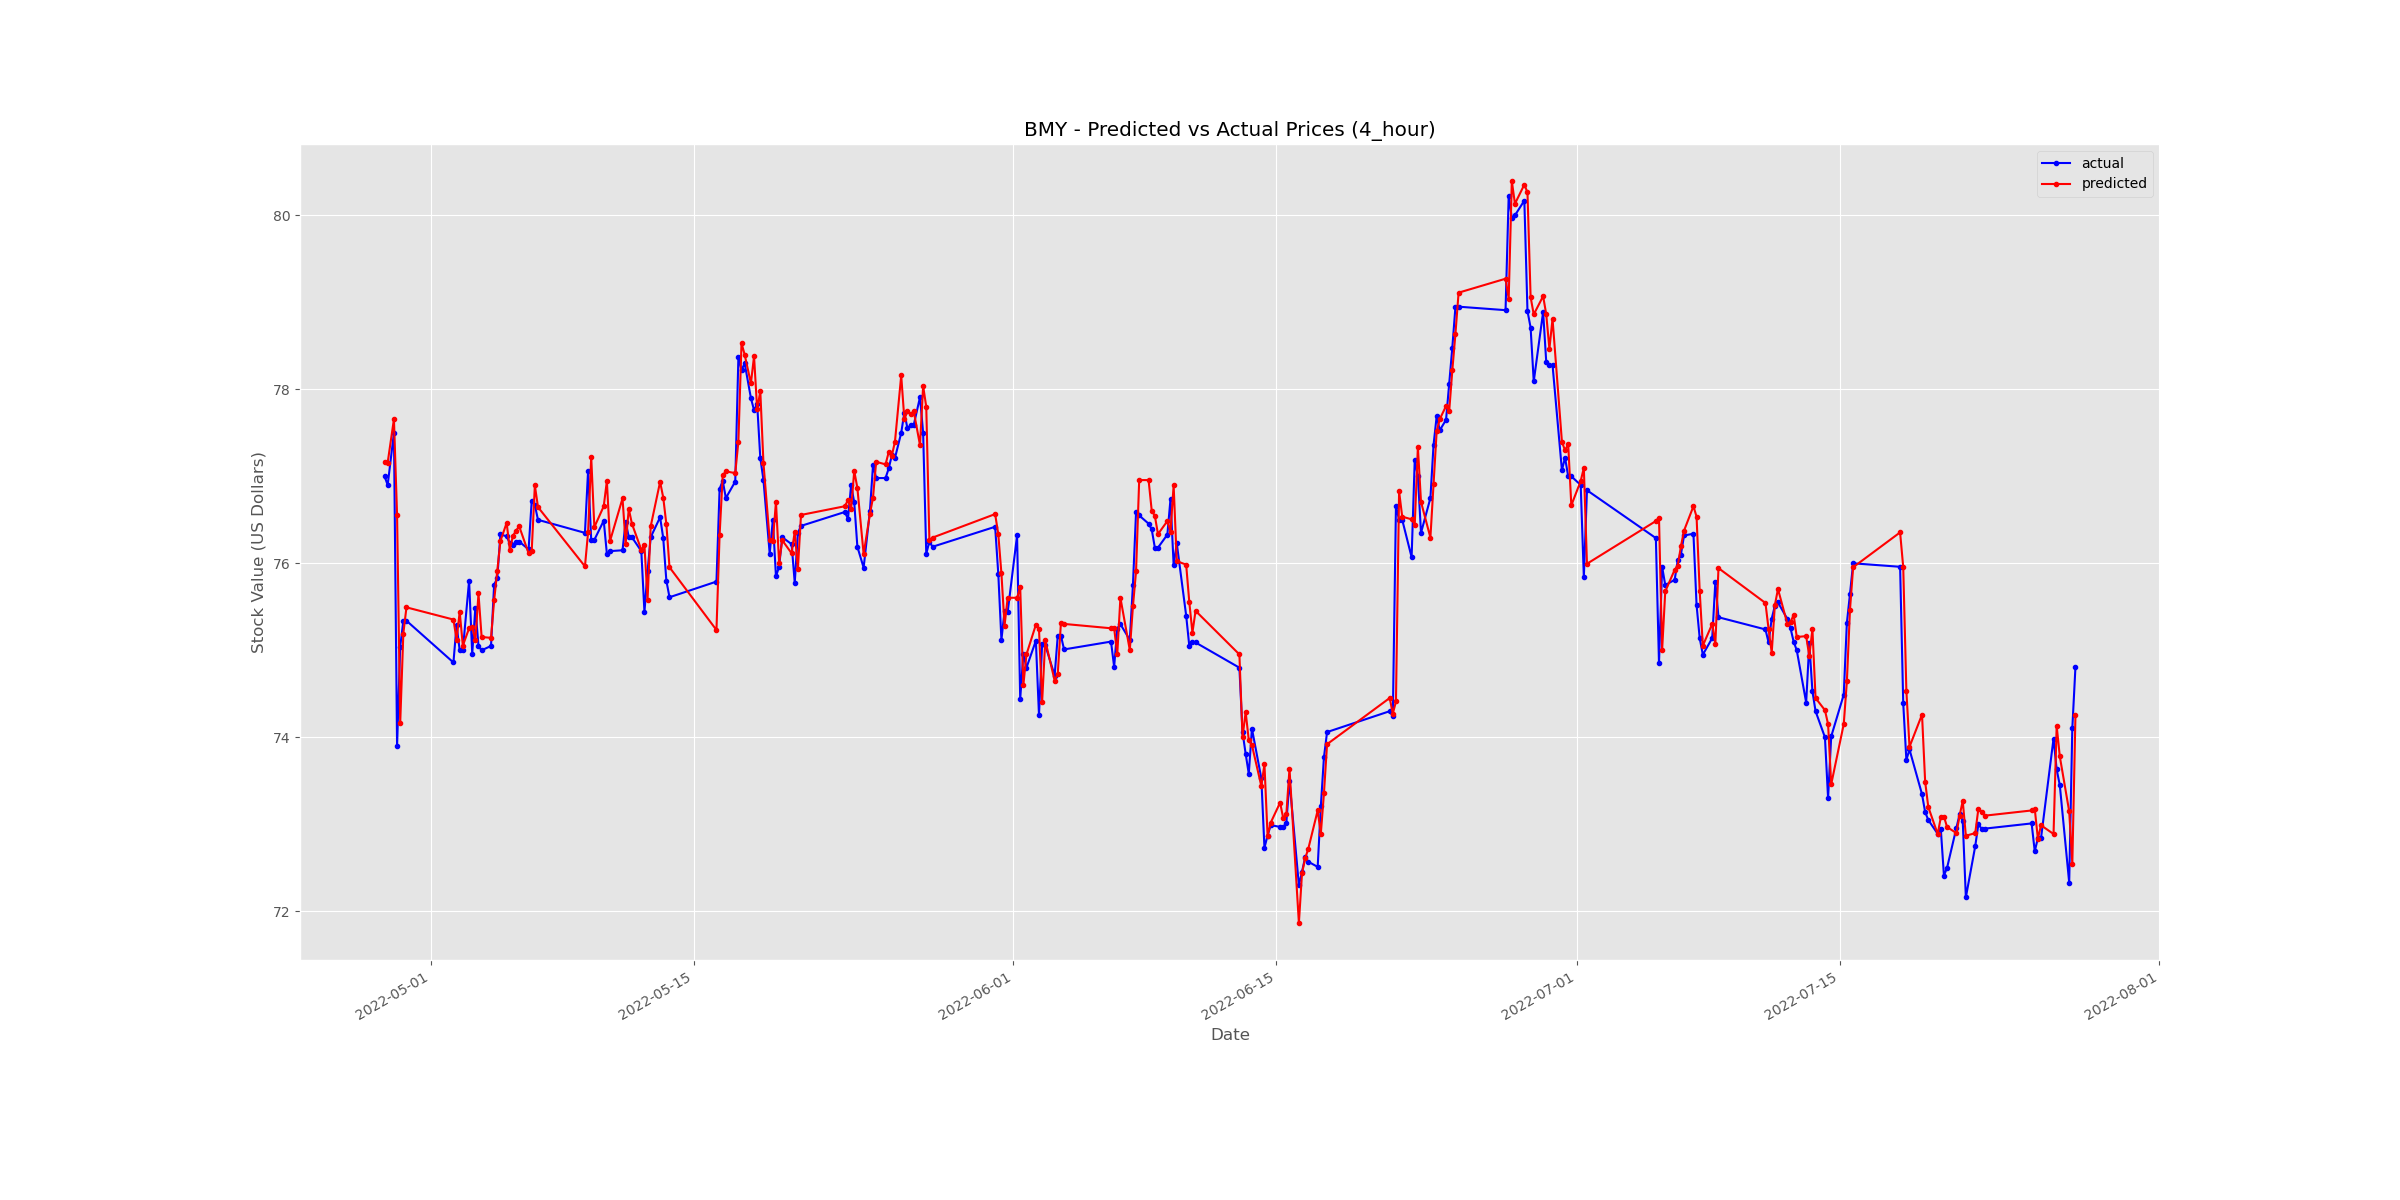 BMY - Predicted vs Actual Prices (4_hour)
actual
predicted
Stock Value (US Dollars)
80
78
76
74
72
2022-05-01
2022-05-15
2022-06-01
2022-06-15
2022-07-01
2022-07-15
2022-08-01
Date